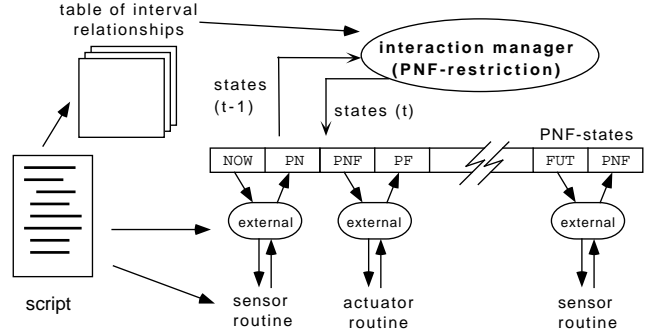 table of interval
relationships
interaction manager
(PNF-restriction)
states
(t-1)
states (t)
PNF-states
NOW PN PNF PF FUT PNF
external external external
script
sensor
routine
actuator
routine
sensor
routine